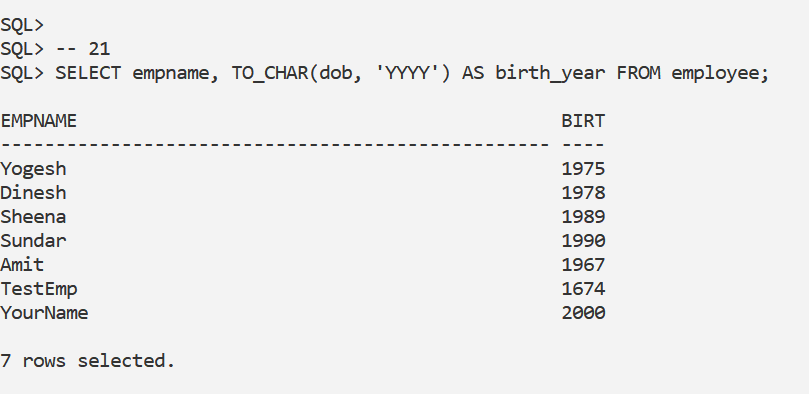 SQL>
SQL> -- 21
SQL> SELECT empname, TO_CHAR(dob, 'YYYY') AS birth_year FROM employee;

EMPNAME                                            BIRT
-------------------------------------------------- ----
Yogesh                                             1975
Dinesh                                             1978
Sheena                                             1989
Sundar                                             1990
Amit                                               1967
TestEmp                                            1674
YourName                                           2000

7 rows selected.